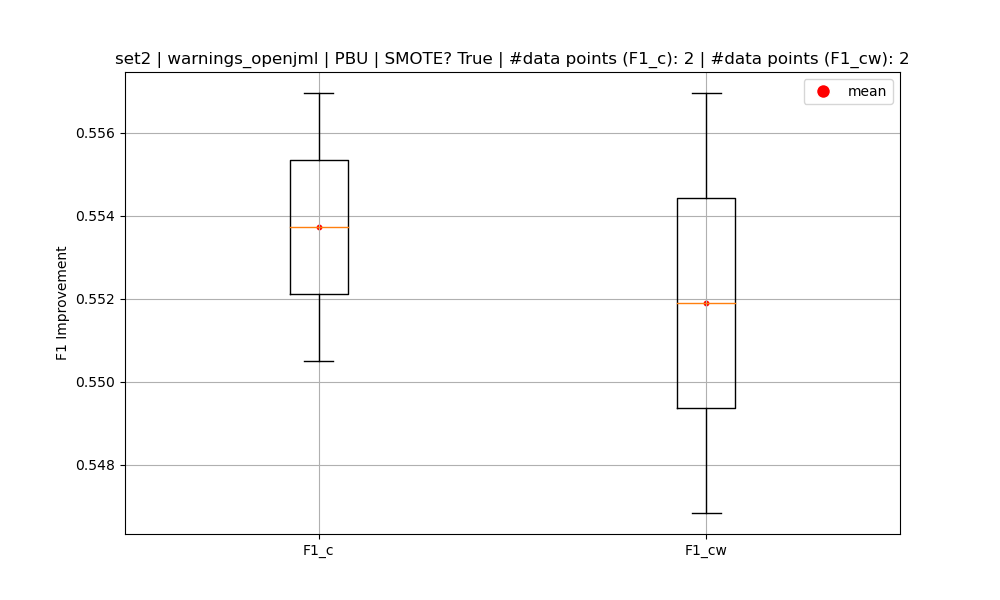 set2 | warnings_openjml | PBU | SMOTE? True | #data points (F1_c): 2 | #data points (F1_cw): 2
mean
0.556
0.554
0.552
0.550
0.548
F1 Improvement
F1_c
F1_cw